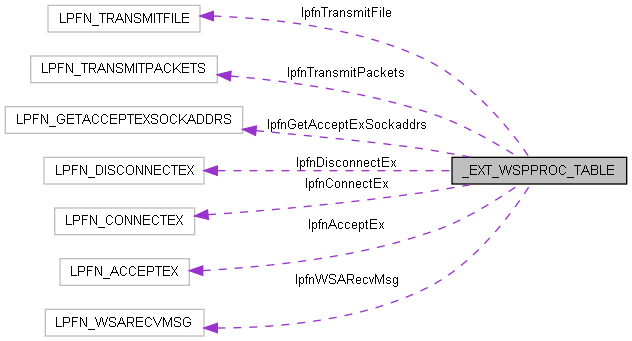 LPFN_TRANSMITFILE
lpfnTransmitFile
LPFN_TRANSMITPACKETS
lpfnTransmitPackets
LPFN_GETACCEPTEXSOCKADDRS
lpfnGetAcceptExSockaddrs
LPFN_DISCONNECTEX
lpfnDisconnectEx
_EXT_WSPPROC_TABLE
lpfnConnectEx
LPFN_CONNECTEX
lpfnAcceptEx
LPFN_ACCEPTEX
lpfnWSARecvMsg
LPFN_WSARECVMSG